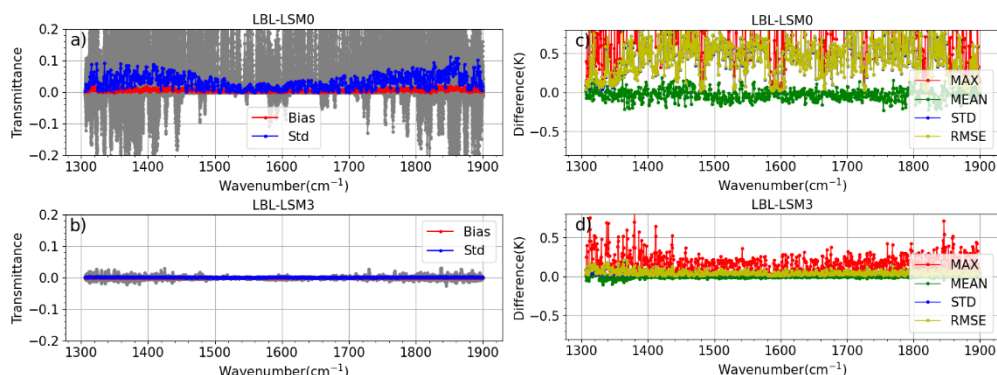 LBL-LSM0
a)
Transmittance
0.2
0.1
0.0
−0.1
−0.2
Bias
Std
1300 1400 1500 1600 1700 1800 1900
Wavenumber(cm⁻¹)
LBL-LSM0
c)
Difference(K)
0.5
0.0
−0.5
MAX
MEAN
STD
RMSE
1300 1400 1500 1600 1700 1800 1900
Wavenumber(cm⁻¹)
LBL-LSM3
b)
Transmittance
0.2
0.1
0.0
−0.1
−0.2
Bias
Std
1300 1400 1500 1600 1700 1800 1900
Wavenumber(cm⁻¹)
LBL-LSM3
d)
Difference(K)
0.5
0.0
−0.5
MAX
MEAN
STD
RMSE
1300 1400 1500 1600 1700 1800 1900
Wavenumber(cm⁻¹)